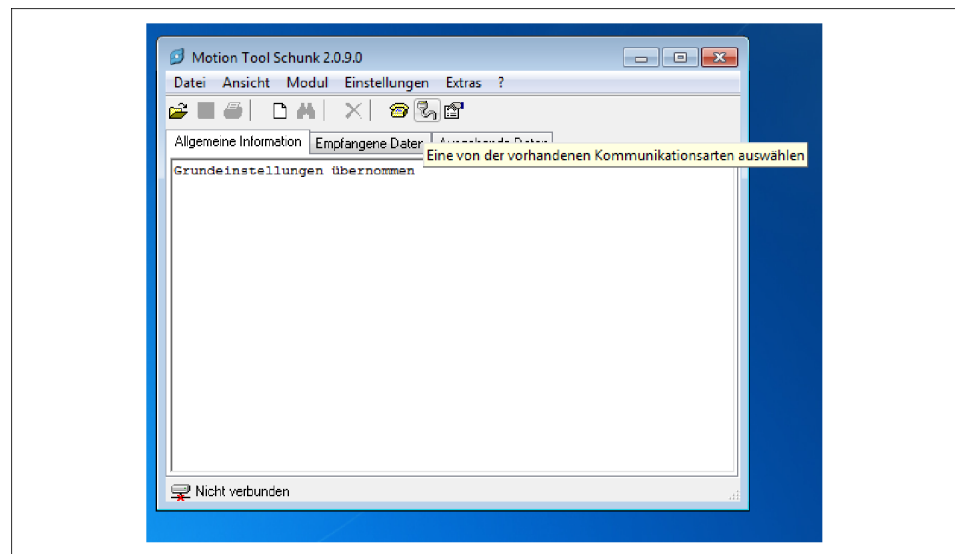 Motion Tool Schunk 2.0.9.0
Datei Ansicht Modul Einstellungen Extras ?
Allgemeine Information Empfangene Daten
Eine von der vorhandenen Kommunikationsarten auswählen
Grundeinstellungen übernommen
Nicht verbunden